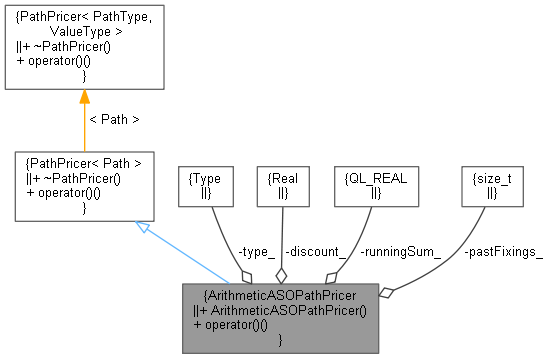 {PathPricer< PathType,
ValueType >
||+ ~PathPricer()
+ operator()()
}
< Path >
{PathPricer< Path >
||+ ~PathPricer()
+ operator()()
}
{Type
||}
{Real
||}
{QL_REAL
||}
{size_t
||}
-type_
-discount_
-runningSum_
-pastFixings_
{ArithmeticASOPathPricer
||+ ArithmeticASOPathPricer()
+ operator()()
}